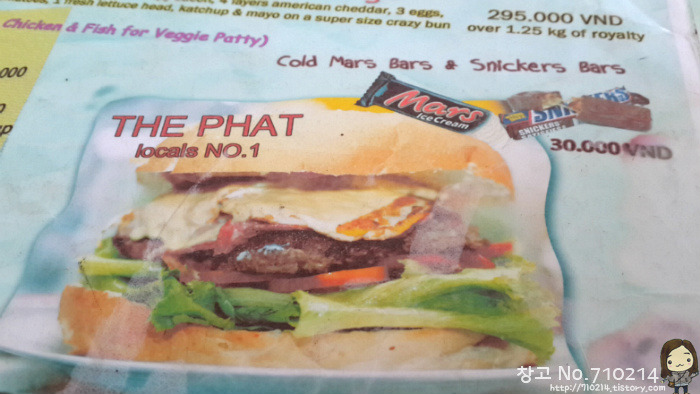 1 fresh lettuce head, katchup & mayo on a super size crazy bun
layers american cheddar, 3 eggs,
295.000 VND
over 1.25 kg of royalty
Chicken & Fish for Veggie Patty)
Cold Mars Bars & Snickers Bars
Mars
Ice Cream
SNICKERS
THE PHAT
locals NO.1
30.000 VND
창고 No.710214
http://710214.tistory.com/